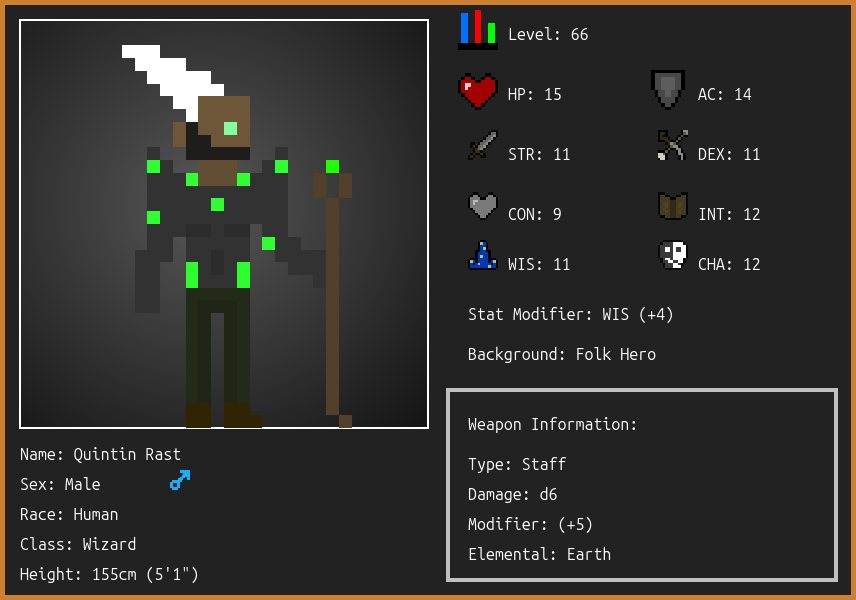 Level: 66
HP: 15
AC: 14
STR: 11
DEX: 11
CON: 9
INT: 12
WIS: 11
CHA: 12
Stat Modifier: WIS (+4)
Background: Folk Hero
Weapon Information:
Type: Staff
Damage: d6
Modifier: (+5)
Elemental: Earth
Name: Quintin Rast
Sex: Male
Race: Human
Class: Wizard
Height: 155cm (5'1")